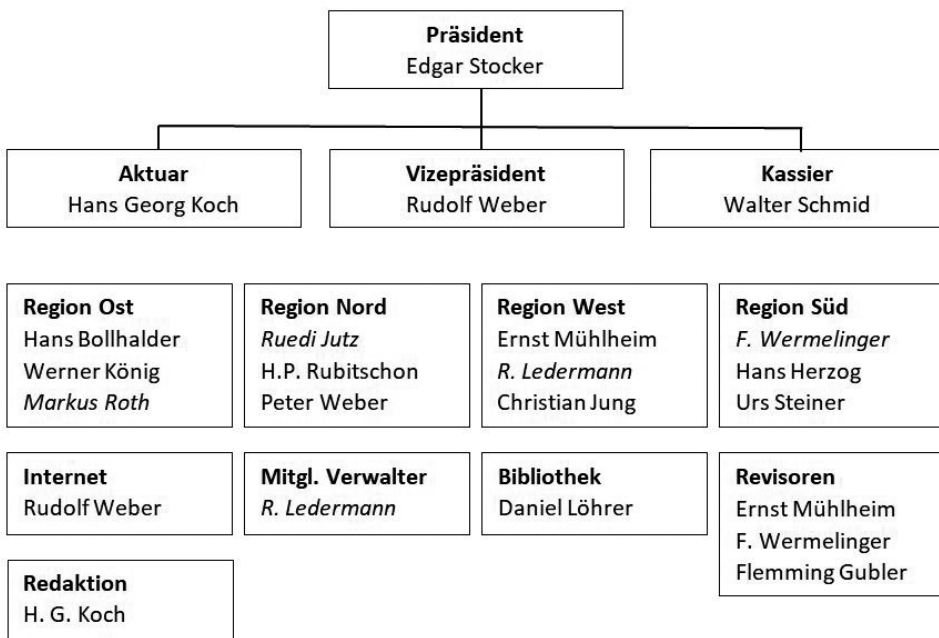 Präsident
Edgar Stocker
Aktuar
Hans Georg Koch
Vizepräsident
Rudolf Weber
Kassier
Walter Schmid
Region Ost
Hans Bollhalder
Werner König
Markus Roth
Region Nord
Ruedi Jutz
H.P. Rubitschon
Peter Weber
Region West
Ernst Mühlheim
R. Ledermann
Christian Jung
Region Süd
F. Wermelinger
Hans Herzog
Urs Steiner
Internet
Rudolf Weber
Mitgl. Verwalter
R. Ledermann
Bibliothek
Daniel Löhrer
Revisoren
Ernst Mühlheim
F. Wermelinger
Flemming Gubler
Redaktion
H. G. Koch